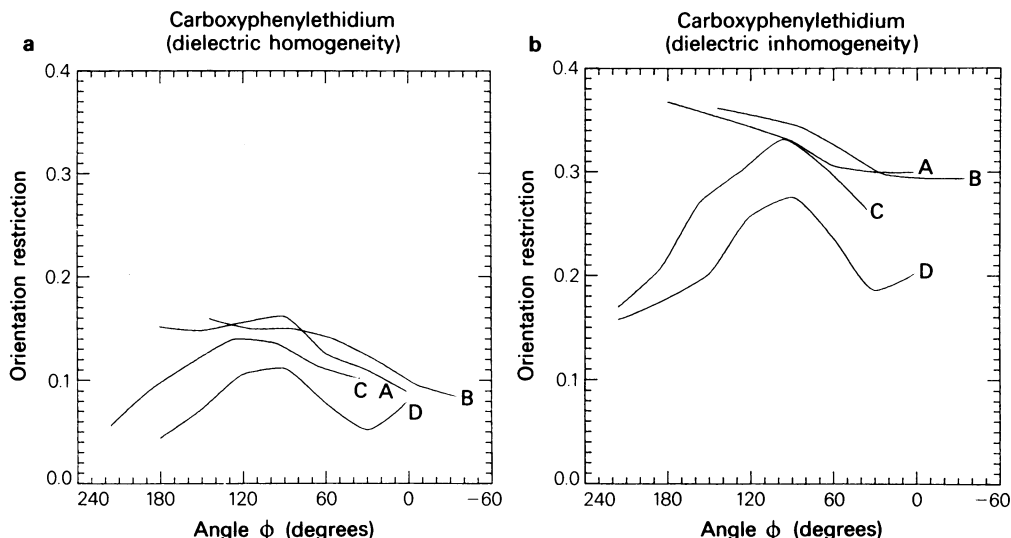 a
Carboxyphenylethidium
(dielectric homogeneity)
0.4
0.3
0.2
0.1
0.0
Orientation restriction
C A
B
D
240 180 120 60 0 −60
Angle ϕ (degrees)
b
Carboxyphenylethidium
(dielectric inhomogeneity)
0.4
0.3
0.2
0.1
0.0
Orientation restriction
A
B
C
D
240 180 120 60 0 −60
Angle ϕ (degrees)